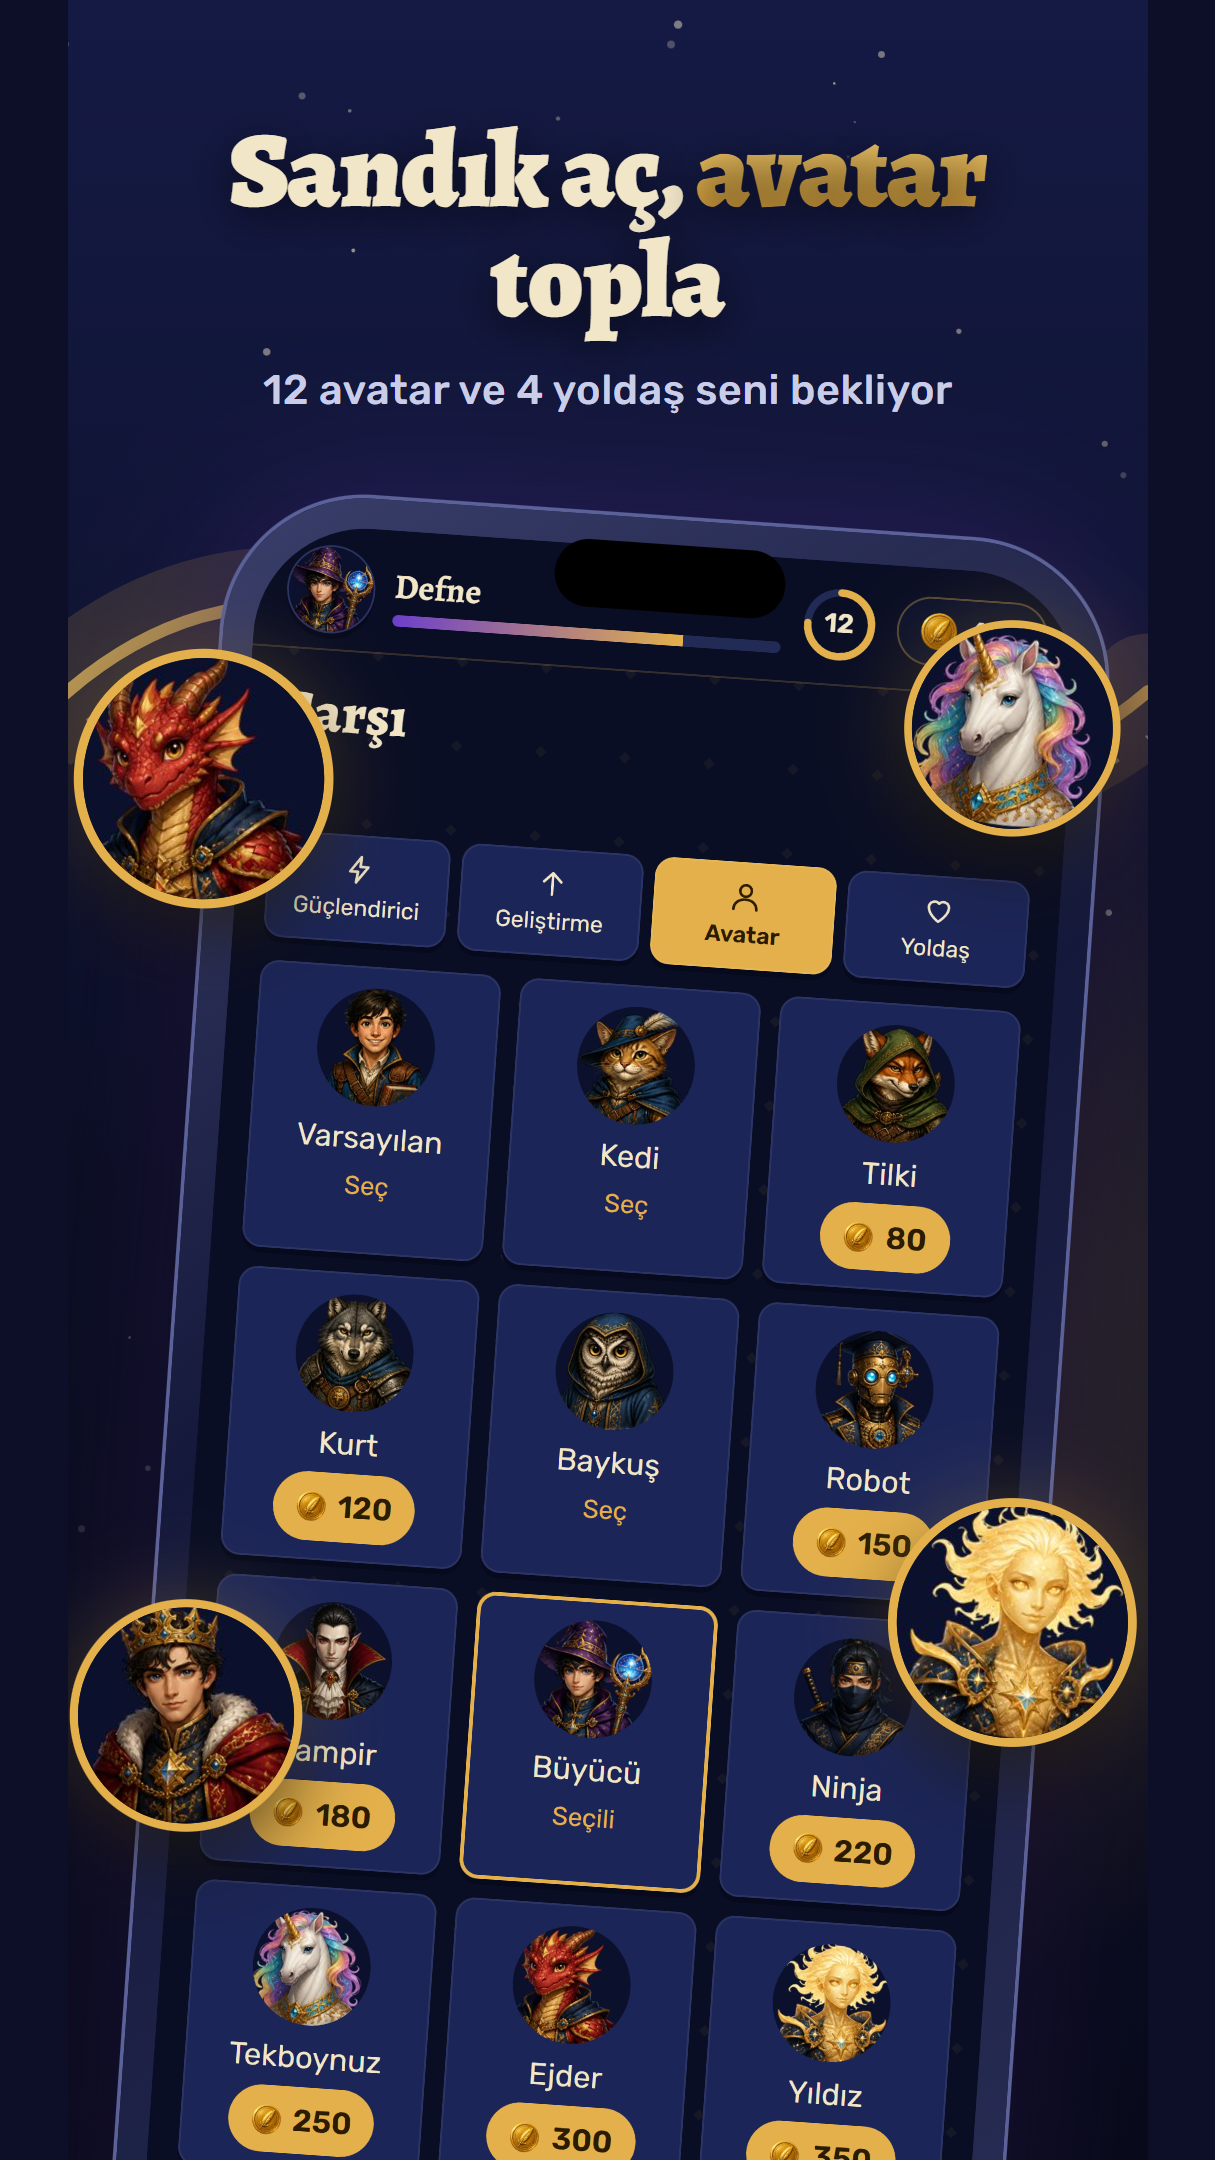 Sandık aç, avatar
topla
12 avatar ve 4 yoldaş seni bekliyor
Defne
12
arşı
Güçlendirici
Geliştirme
Avatar
Yoldaş
Varsayılan
Kedi
Tilki
Seç
Seç
80
Kurt
Baykuş
Robot
120
Seç
150
ampir
Büyücü
Ninja
180
Seçili
220
Tekboynuz
Ejder
Yıldız
250
300
350